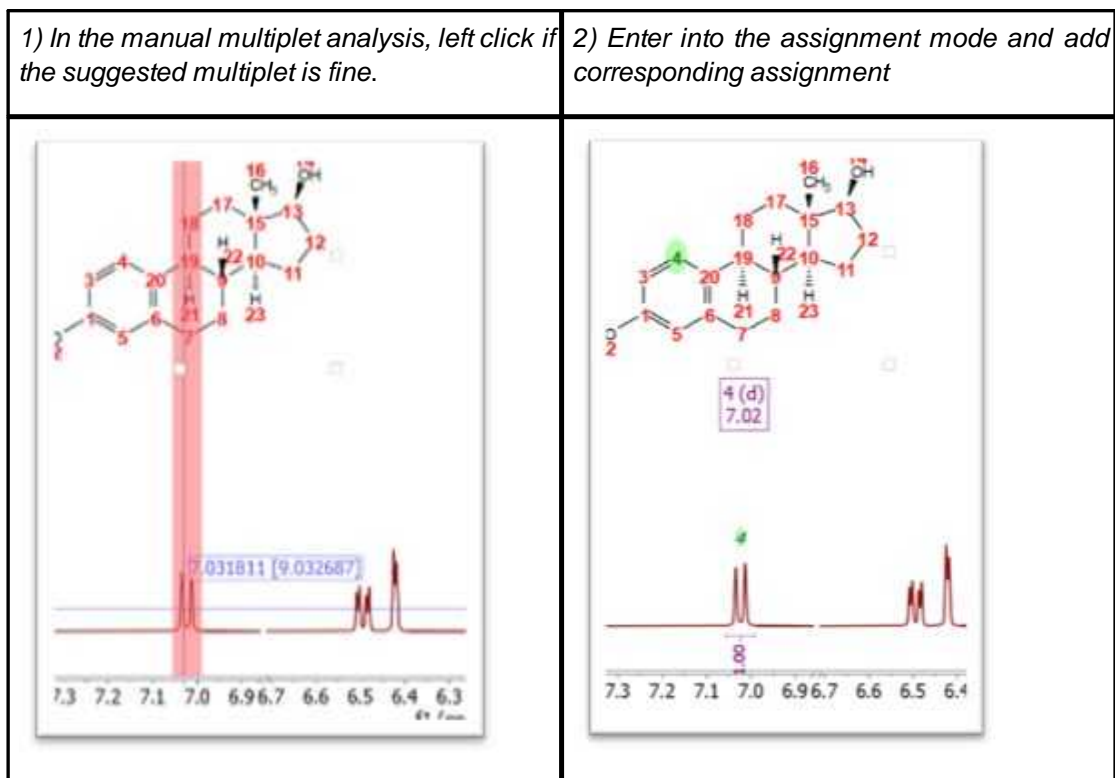 1) In the manual multiplet analysis, left click if
the suggested multiplet is fine.
2) Enter into the assignment mode and add
corresponding assignment
16
CH₃
OH
17
13
18
15
12
H
4
19
22
10
3
20
9
11
H
H
1
21
8
23
6
5
7
7.031811 [9.032687]
7.3 7.2 7.1 7.0 6.9 6.7 6.6 6.5 6.4 6.3
16
CH₃
OH
17
13
18
15
12
H
4
19
22
10
3
20
9
11
H
H
1
21
8
23
6
O
5
7
2
4 (d)
7.02
4
1.00
7.3 7.2 7.1 7.0 6.9 6.7 6.6 6.5 6.4